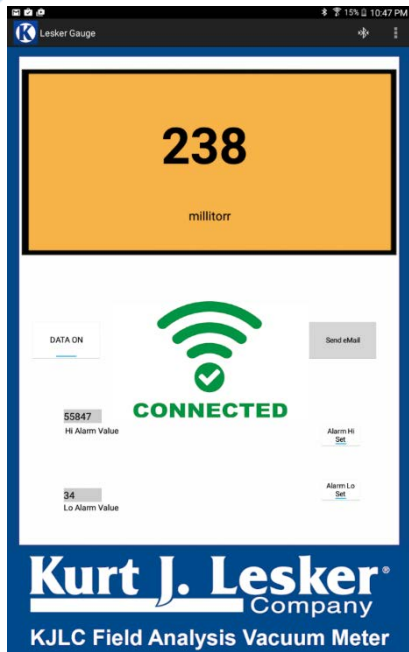 15% 10:47 PM
K Lesker Gauge
238
millitorr
DATA ON
Send eMail
CONNECTED
55847
Hi Alarm Value
Alarm Hi
Set
34
Lo Alarm Value
Alarm Lo
Set
Kurt J. Lesker®
Company
KJLC Field Analysis Vacuum Meter